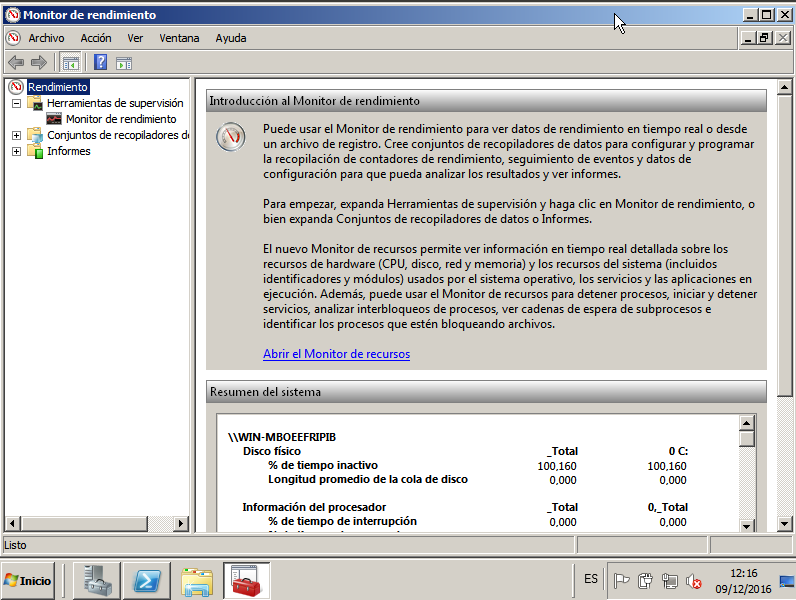 Monitor de rendimiento
Archivo Acción Ver Ventana Ayuda
Rendimiento
Herramientas de supervisión
Monitor de rendimiento
Conjuntos de recopiladores
Informes
Introducción al Monitor de rendimiento
Puede usar el Monitor de rendimiento para ver datos de rendimiento en tiempo real o desde
un archivo de registro. Cree conjuntos de recopiladores de datos para configurar y programar
la recopilación de contadores de rendimiento, seguimiento de eventos y datos de
configuración para que pueda analizar los resultados y ver informes.
Para empezar, expanda Herramientas de supervisión y haga clic en Monitor de rendimiento, o
bien expanda Conjuntos de recopiladores de datos o Informes.
El nuevo Monitor de recursos permite ver información en tiempo real detallada sobre los
recursos de hardware (CPU, disco, red y memoria) y los recursos del sistema (incluidos
identificadores y módulos) usados por el sistema operativo, los servicios y las aplicaciones en
ejecución. Además, puede usar el Monitor de recursos para detener procesos, iniciar y detener
servicios, analizar interbloqueos de procesos, ver cadenas de espera de subprocesos e
identificar los procesos que estén bloqueando archivos.
Abrir el Monitor de recursos
Resumen del sistema
\\WIN-MBOEEFRIPIB
Disco físico _Total 0 C:
% de tiempo inactivo 100,160 100,160
Longitud promedio de la cola de disco 0,000 0,000
Información del procesador _Total 0,_Total
% de tiempo de interrupción 0,000 0,000
Listo
Inicio
ES
12:16
09/12/2016